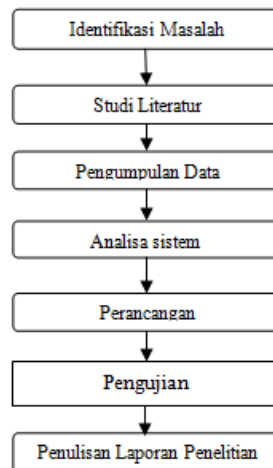 Identifikasi Masalah
Studi Literatur
Pengumpulan Data
Analisa sistem
Perancangan
Pengujian
Penulisan Laporan Penelitian